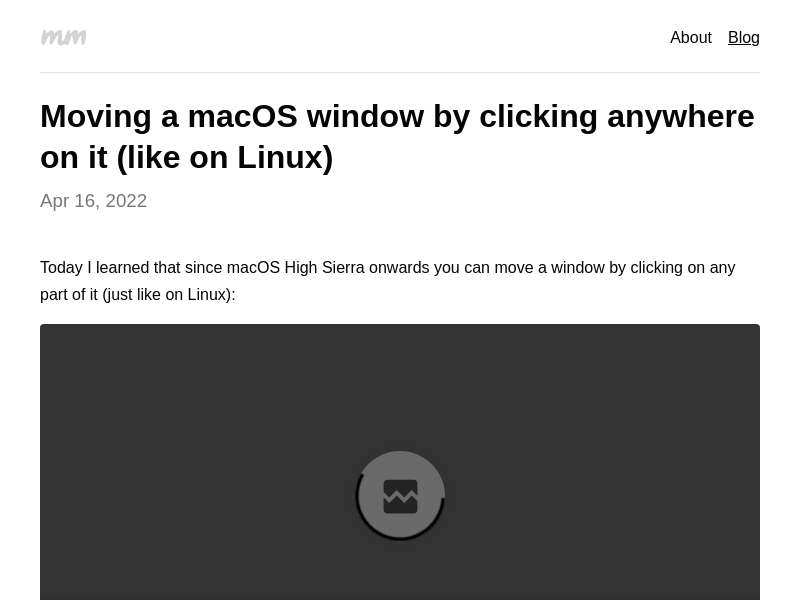 mm
About Blog
Moving a macOS window by clicking anywhere
on it (like on Linux)
Apr 16, 2022
Today I learned that since macOS High Sierra onwards you can move a window by clicking on any
part of it (just like on Linux):